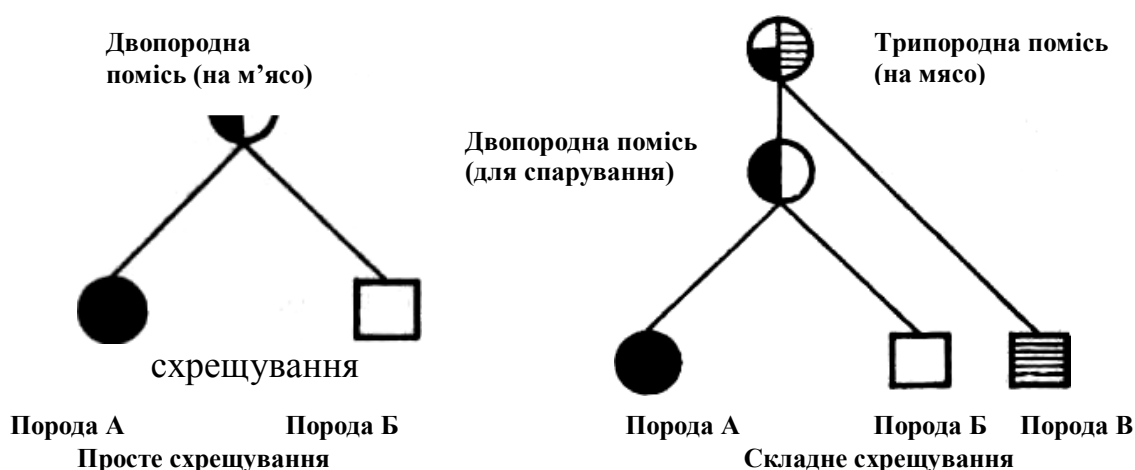 Двопородна
помісь (на м’ясо)
Трипородна помісь
(на мясо)
Двопородна помісь
(для спарування)
схрещування
Порода А
Порода Б
Просте схрещування
Порода А
Порода Б
Порода В
Складне схрещування